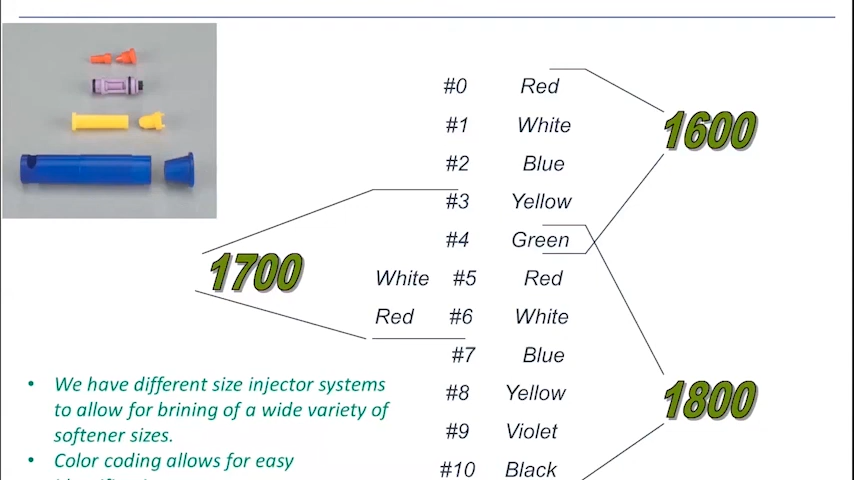 #0 Red
#1 White
#2 Blue
#3 Yellow
#4 Green
White #5 Red
Red #6 White
#7 Blue
#8 Yellow
#9 Violet
#10 Black
1600
1700
1800
• We have different size injector systems
to allow for brining of a wide variety of
softener sizes.
• Color coding allows for easy